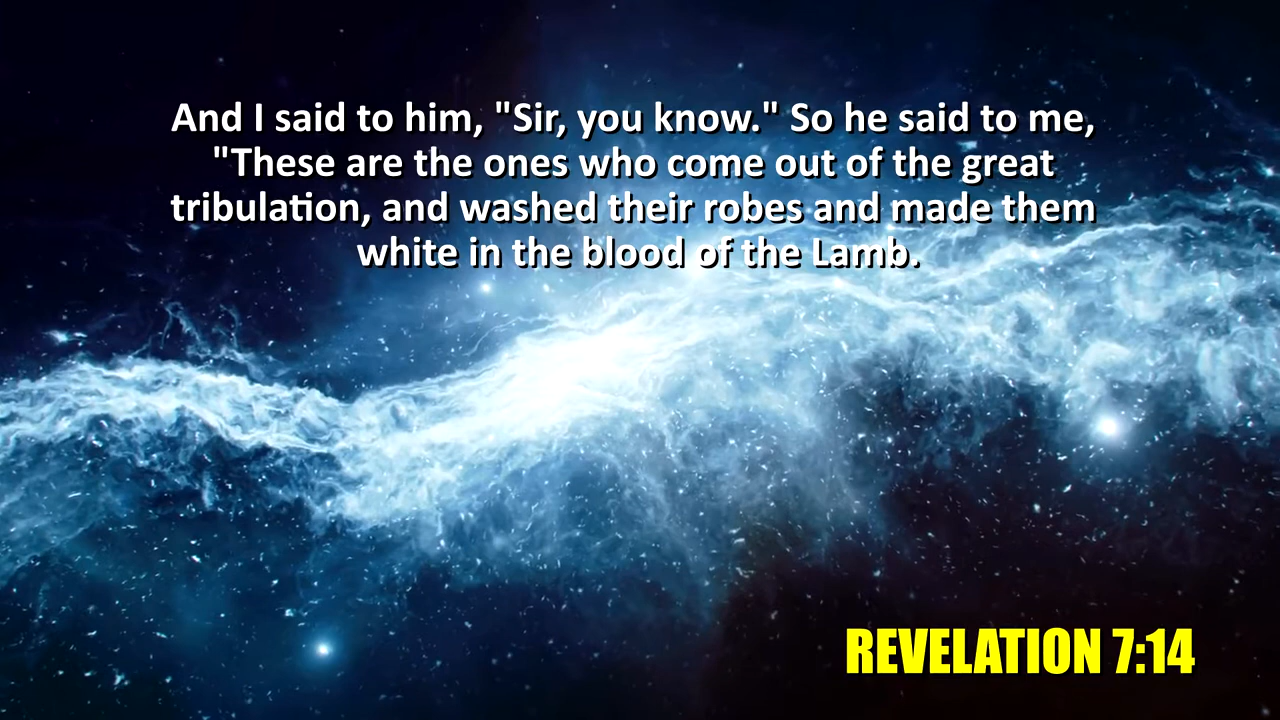 And I said to him, "Sir, you know." So he said to me,
"These are the ones who come out of the great
tribulation, and washed their robes and made them
white in the blood of the Lamb.
REVELATION 7:14